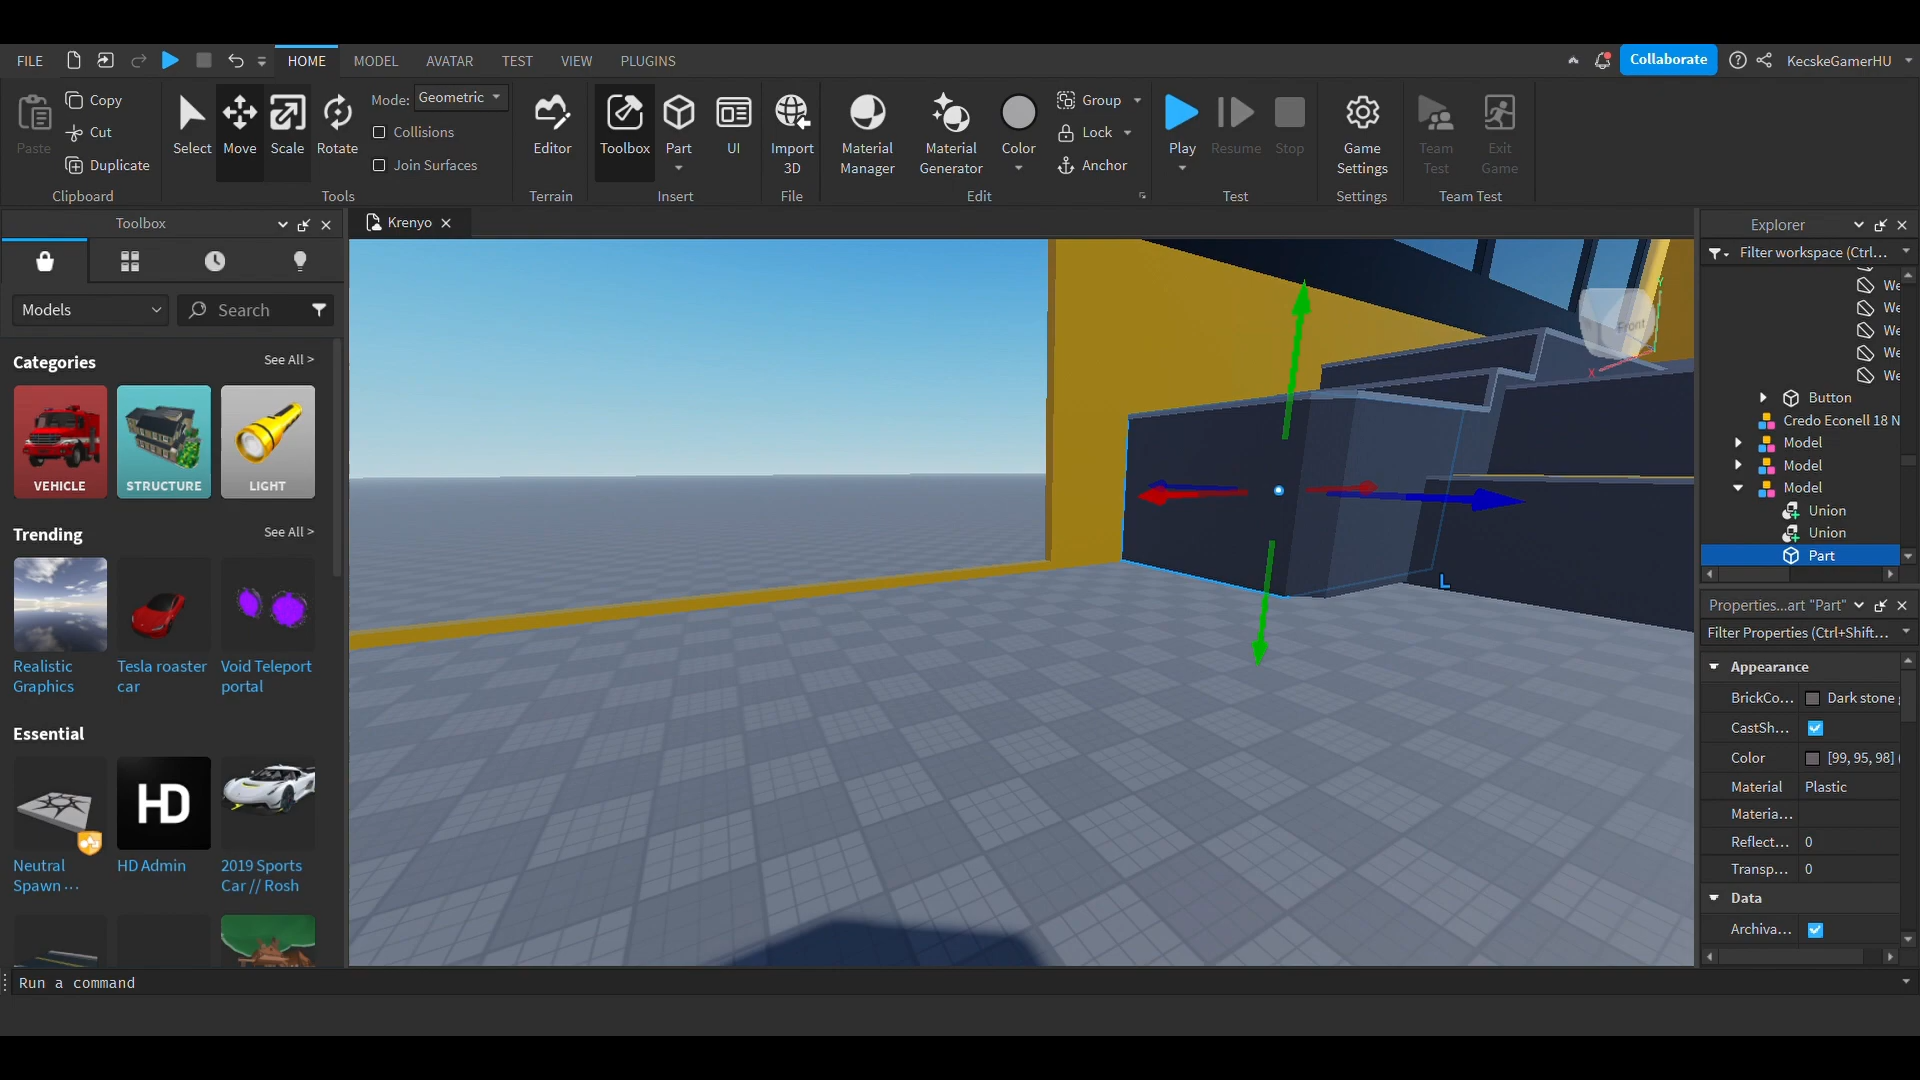 FILE HOME MODEL AVATAR TEST VIEW PLUGINS Collaborate KecskeGamerHU
Paste
Copy
Cut
Duplicate
Clipboard
Select
Move
Scale
Rotate
Mode: Geometric
Collisions
Join Surfaces
Tools
Editor
Terrain
Toolbox
Part
UI
Insert
Import
3D
File
Material
Manager
Material
Generator
Color
Group
Lock
Anchor
Edit
Play
Resume
Stop
Test
Game
Settings
Settings
Team
Test
Exit
Game
Team Test
Toolbox
Models
Search
Categories See All >
VEHICLE STRUCTURE LIGHT
Trending See All >
Realistic
Graphics
Tesla roaster
car
Void Teleport
portal
Essential
HD
Neutral
Spawn ...
HD Admin
2019 Sports
Car // Rosh
Krenyo
Front
X
L
Explorer
Filter workspace (Ctrl...
We
We
We
We
We
Button
Credo Econell 18 N
Model
Model
Model
Union
Union
Part
Properties...art "Part"
Filter Properties (Ctrl+Shift...
Appearance
BrickCo... Dark stone
CastSh...
Color [99, 95, 98] (
Material Plastic
Materia...
Reflect... 0
Transp... 0
Data
Archiva...
Run a command